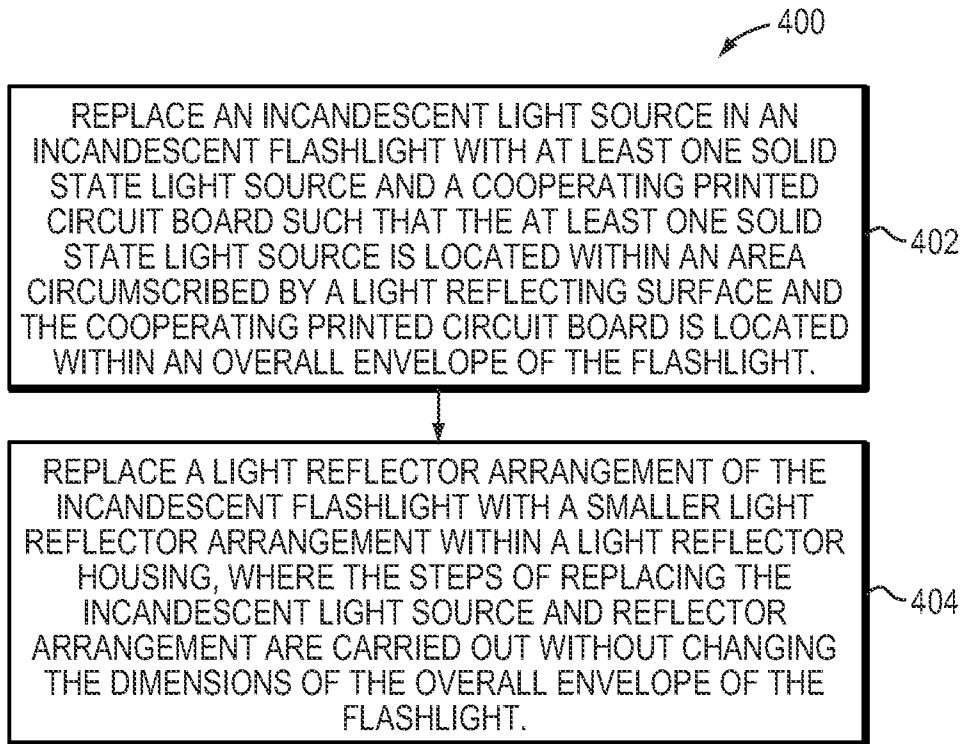 400
REPLACE AN INCANDESCENT LIGHT SOURCE IN AN
INCANDESCENT FLASHLIGHT WITH AT LEAST ONE SOLID
STATE LIGHT SOURCE AND A COOPERATING PRINTED
CIRCUIT BOARD SUCH THAT THE AT LEAST ONE SOLID
STATE LIGHT SOURCE IS LOCATED WITHIN AN AREA
CIRCUMSCRIBED BY A LIGHT REFLECTING SURFACE AND
THE COOPERATING PRINTED CIRCUIT BOARD IS LOCATED
WITHIN AN OVERALL ENVELOPE OF THE FLASHLIGHT.
402
REPLACE A LIGHT REFLECTOR ARRANGEMENT OF THE
INCANDESCENT FLASHLIGHT WITH A SMALLER LIGHT
REFLECTOR ARRANGEMENT WITHIN A LIGHT REFLECTOR
HOUSING, WHERE THE STEPS OF REPLACING THE
INCANDESCENT LIGHT SOURCE AND REFLECTOR
ARRANGEMENT ARE CARRIED OUT WITHOUT CHANGING
THE DIMENSIONS OF THE OVERALL ENVELOPE OF THE
FLASHLIGHT.
404